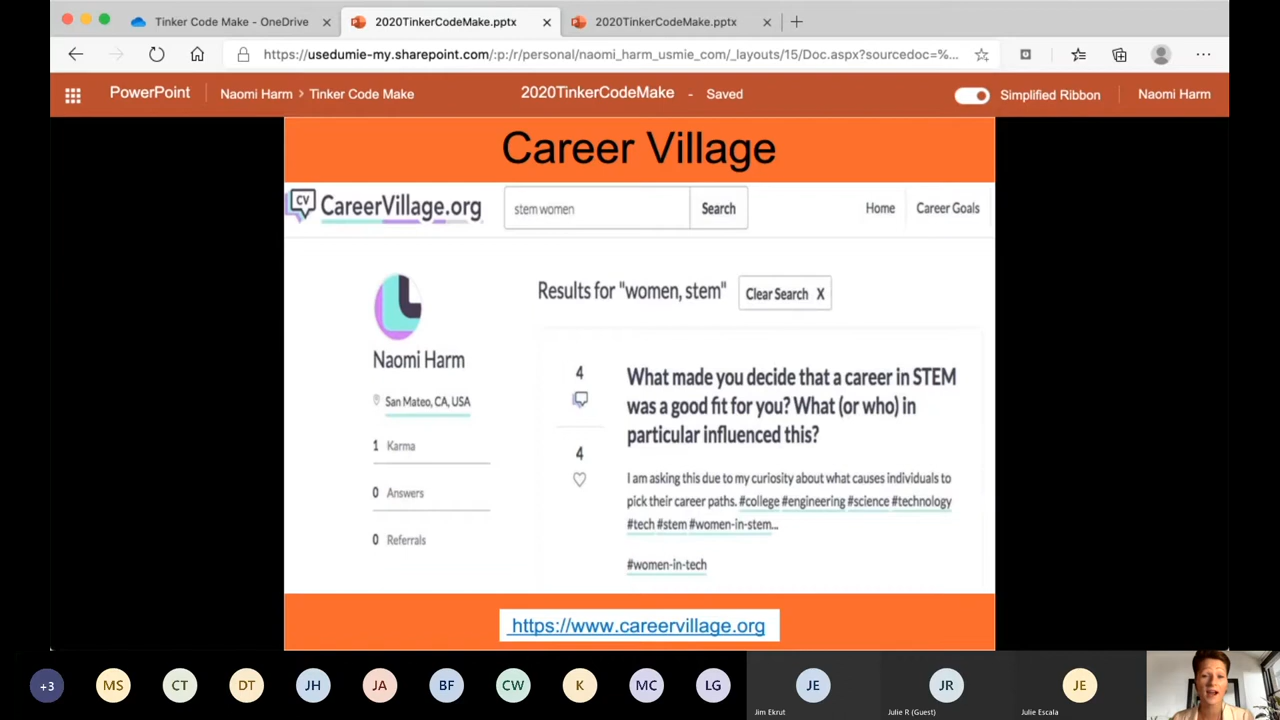 Tinker Code Make - OneDrive
2020TinkerCodeMake.pptx
2020TinkerCodeMake.pptx
https://usedumie-my.sharepoint.com/:p:/r/personal/naomi_harm_usmie_com/_layouts/15/Doc.aspx?sourcedoc=%...
PowerPoint
Naomi Harm > Tinker Code Make
2020TinkerCodeMake - Saved
Simplified Ribbon
Naomi Harm
Career Village
CV
CareerVillage.org
stem women
Search
Home
Career Goals
Naomi Harm
San Mateo, CA, USA
1 Karma
0 Answers
0 Referrals
Results for "women, stem"
Clear Search X
4
4
What made you decide that a career in STEM
was a good fit for you? What (or who) in
particular influenced this?
I am asking this due to my curiosity about what causes individuals to
pick their career paths. #college #engineering #science #technology
#tech #stem #women-in-stem...
#women-in-tech
https://www.careervillage.org
+3
MS
CT
DT
JH
JA
BF
CW
K
MC
LG
JE
Jim Ekrut
JR
Julie R (Guest)
JE
Julie Escala